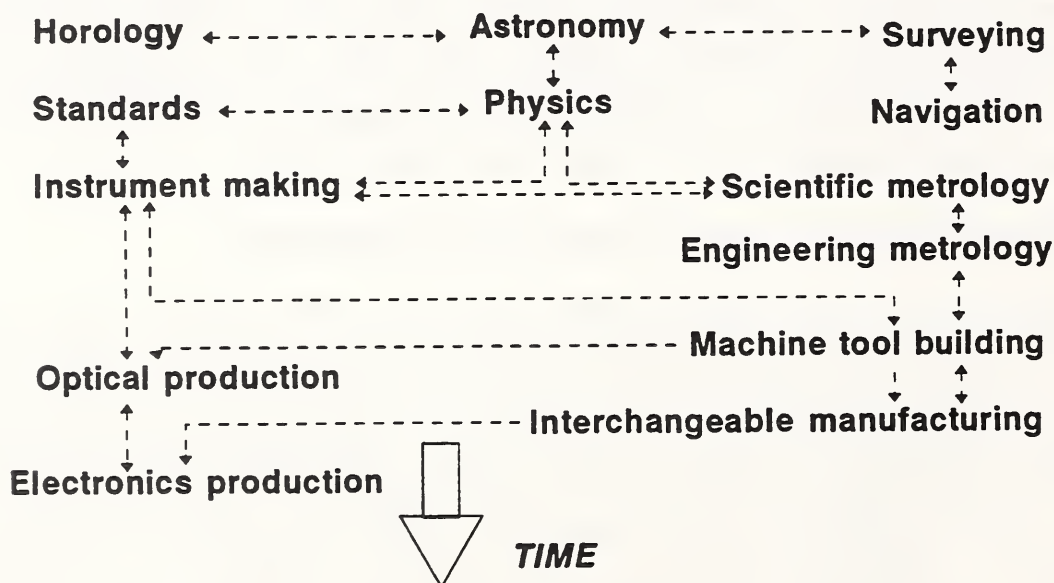 Horology Astronomy Surveying
Standards Physics Navigation
Instrument making Scientific metrology
Engineering metrology
Machine tool building
Optical production
Interchangeable manufacturing
Electronics production
TIME